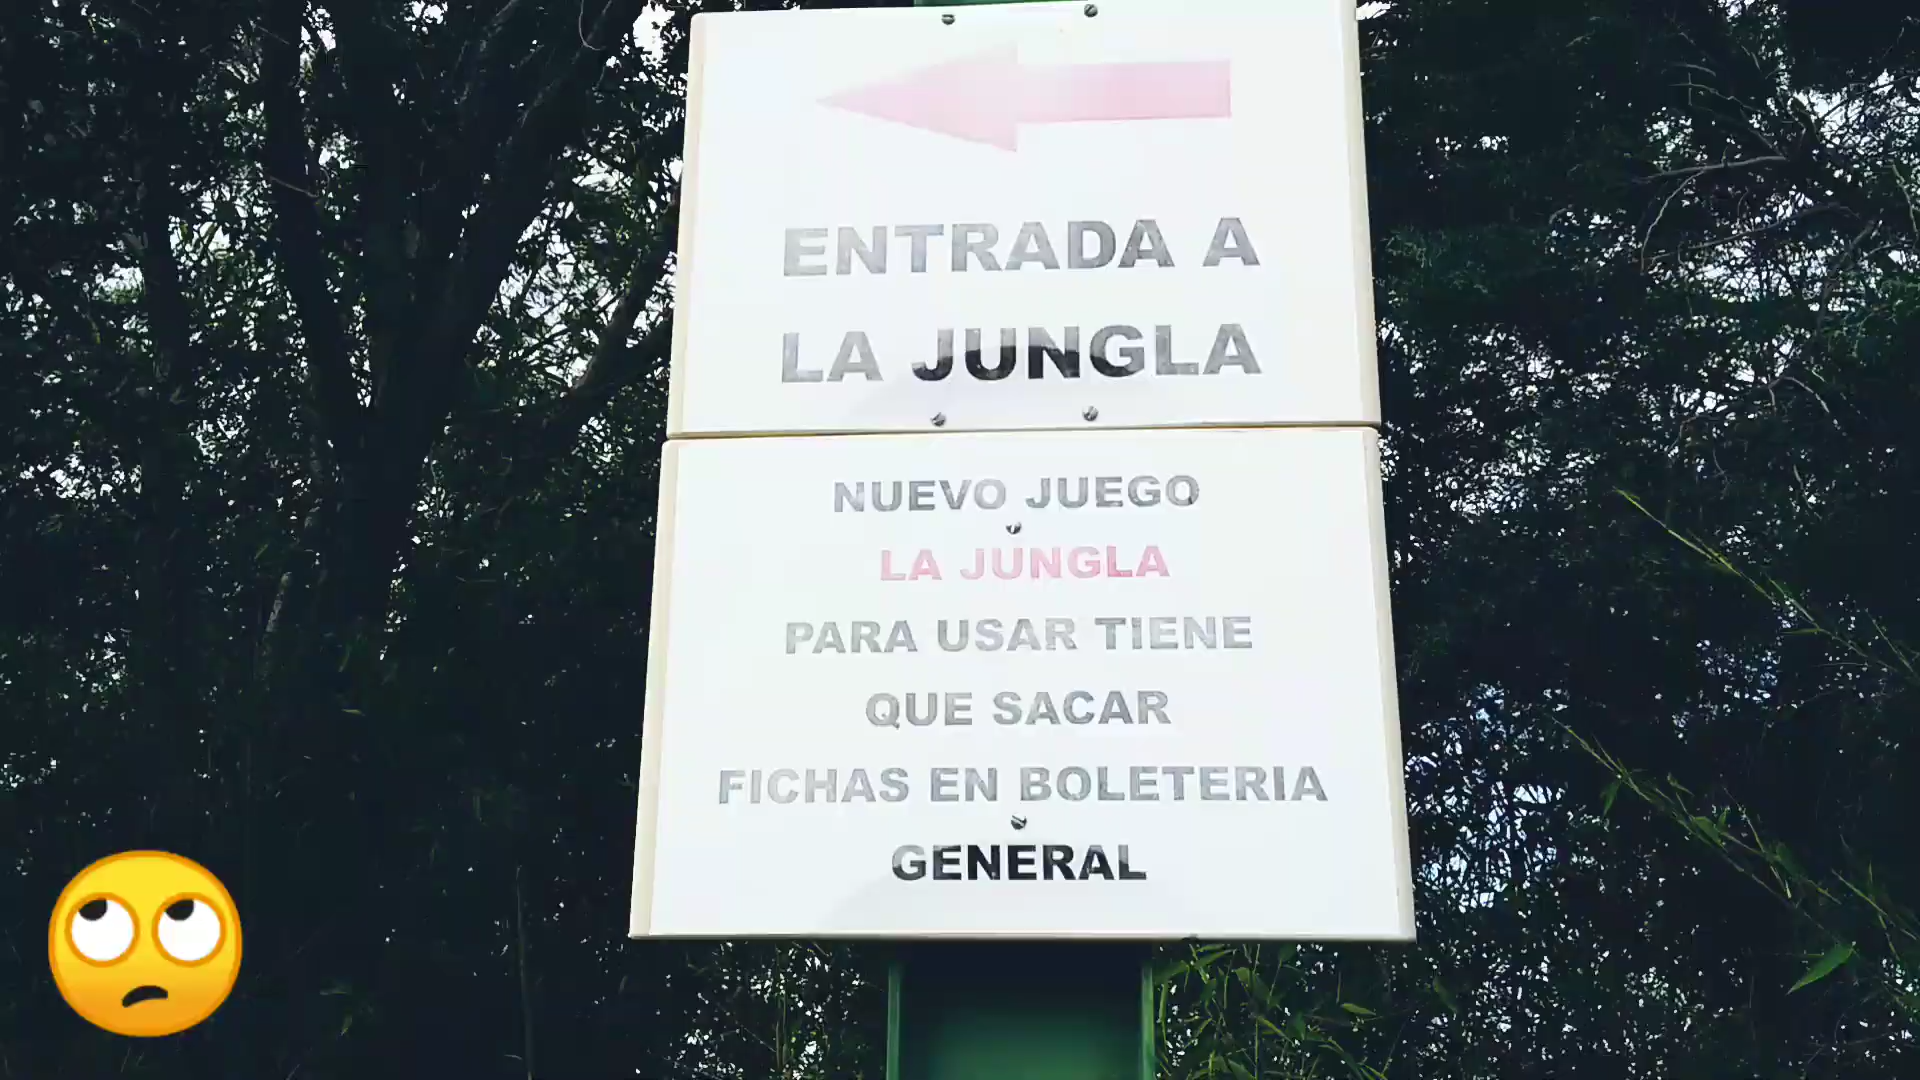 ENTRADA A
LA JUNGLA
NUEVO JUEGO
LA JUNGLA
PARA USAR TIENE
QUE SACAR
FICHAS EN BOLETERIA
GENERAL